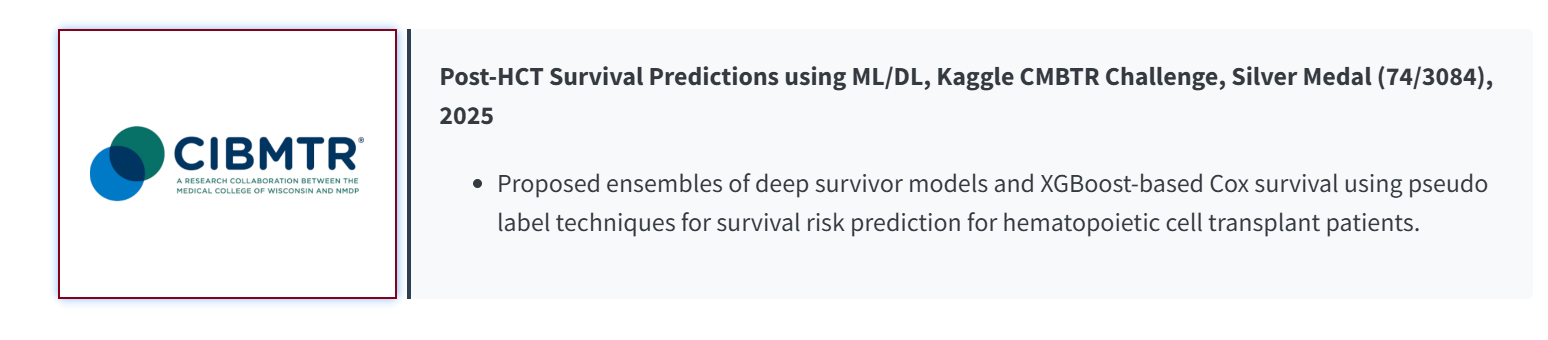 CIBMTR®
A RESEARCH COLLABORATION BETWEEN THE
MEDICAL COLLEGE OF WISCONSIN AND NMDP
Post-HCT Survival Predictions using ML/DL, Kaggle CMBTR Challenge, Silver Medal (74/3084),
2025
• Proposed ensembles of deep survivor models and XGBoost-based Cox survival using pseudo
label techniques for survival risk prediction for hematopoietic cell transplant patients.